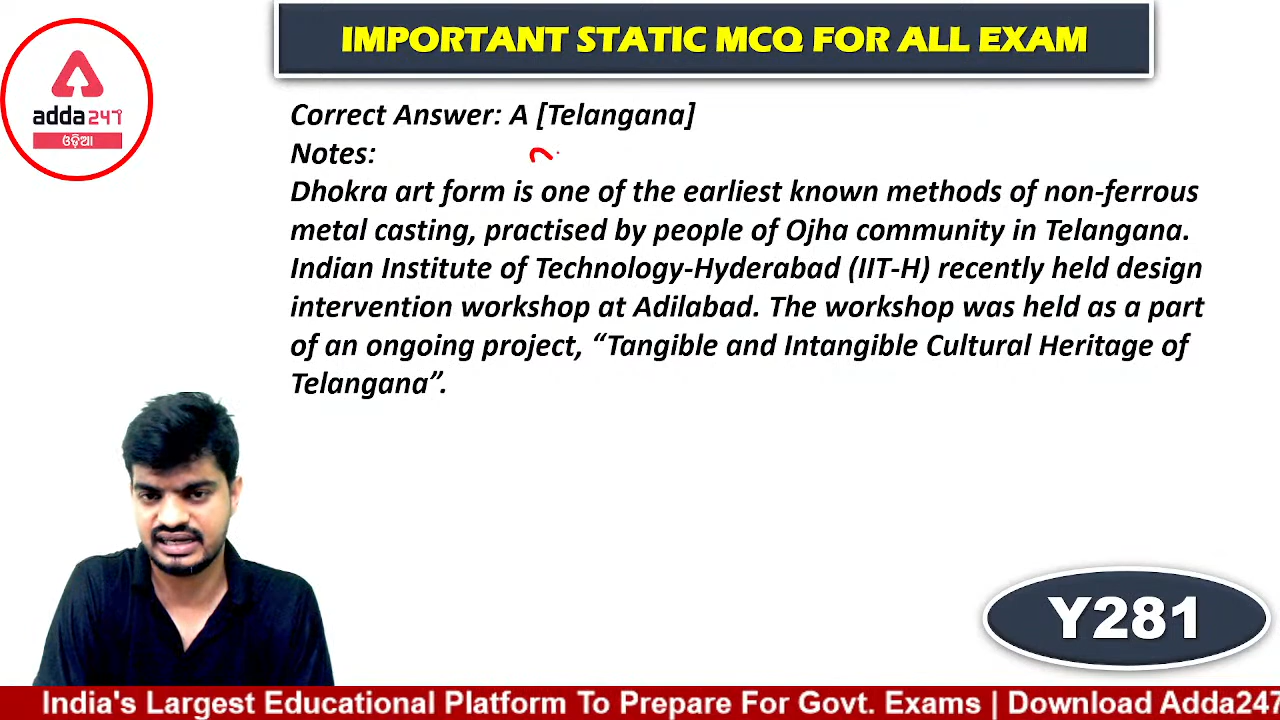 IMPORTANT STATIC MCQ FOR ALL EXAM
adda247
ଓଡ଼ିଆ
Correct Answer: A [Telangana]
Notes:
Dhokra art form is one of the earliest known methods of non-ferrous
metal casting, practised by people of Ojha community in Telangana.
Indian Institute of Technology-Hyderabad (IIT-H) recently held design
intervention workshop at Adilabad. The workshop was held as a part
of an ongoing project, “Tangible and Intangible Cultural Heritage of
Telangana”.
Y281
India's Largest Educational Platform To Prepare For Govt. Exams | Download Adda247